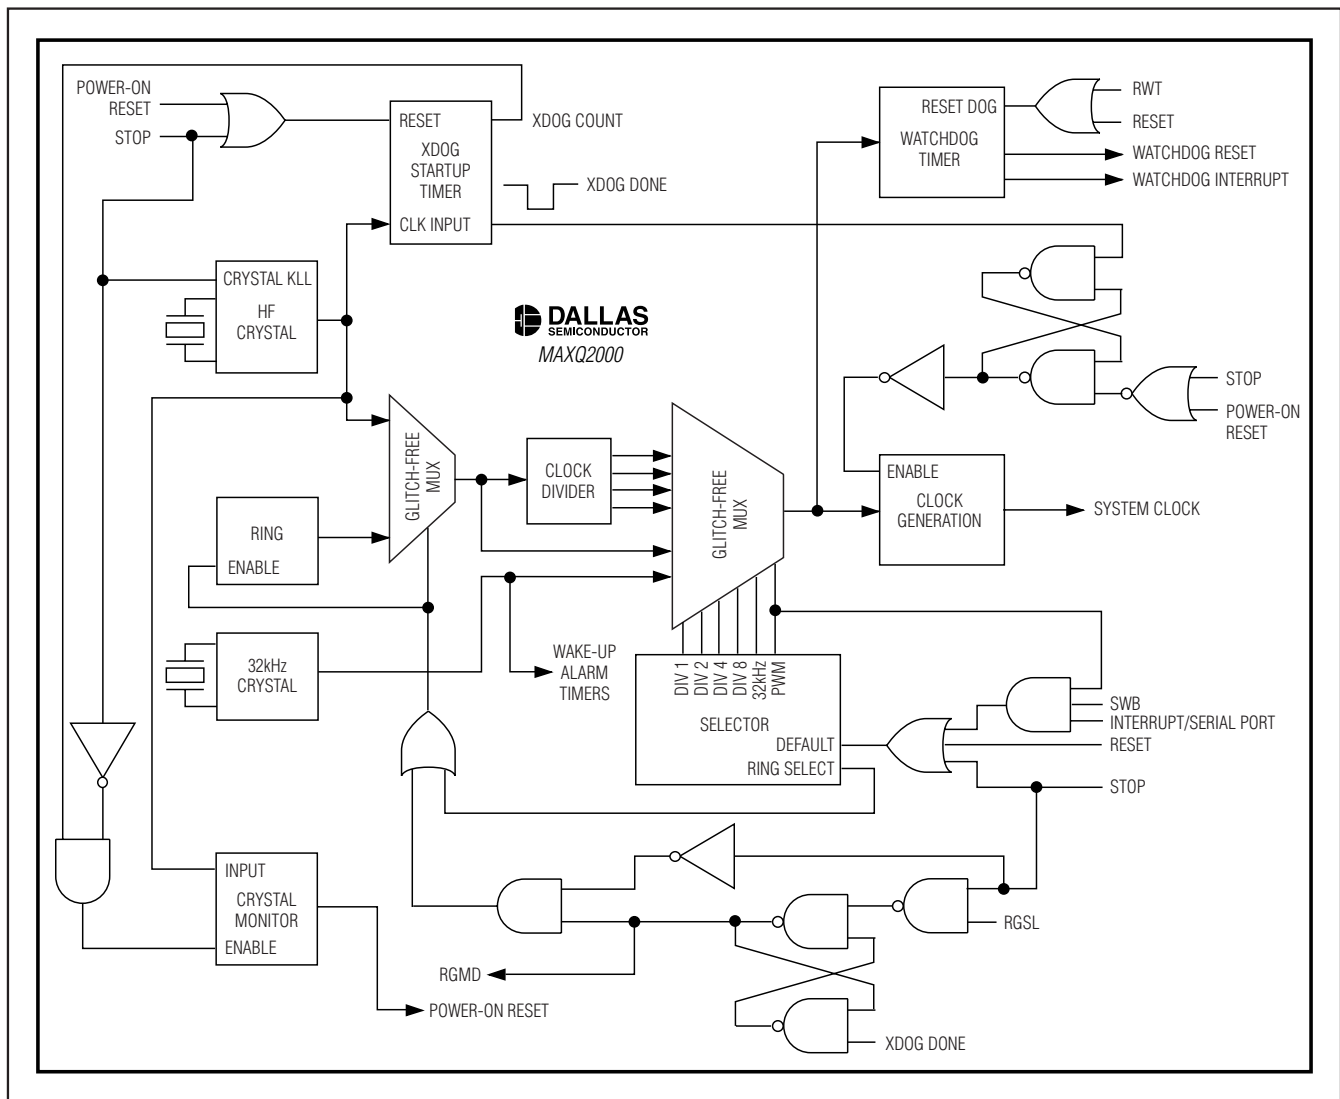 POWER-ON
RESET
STOP
RESET
XDOG
STARTUP
TIMER
CLK INPUT
XDOG COUNT
XDOG DONE
RESET DOG
WATCHDOG
TIMER
RWT
RESET
WATCHDOG RESET
WATCHDOG INTERRUPT
CRYSTAL KLL
HF
CRYSTAL
DALLAS
SEMICONDUCTOR
MAXQ2000
STOP
POWER-ON
RESET
GLITCH-FREE
MUX
CLOCK
DIVIDER
GLITCH-FREE
MUX
ENABLE
CLOCK
GENERATION
SYSTEM CLOCK
RING
ENABLE
32kHz
CRYSTAL
WAKE-UP
ALARM
TIMERS
DIV 1
DIV 2
DIV 4
DIV 8
32kHz
PWM
SELECTOR
DEFAULT
RING SELECT
SWB
INTERRUPT/SERIAL PORT
RESET
STOP
INPUT
CRYSTAL
MONITOR
ENABLE
RGSL
RGMD
POWER-ON RESET
XDOG DONE